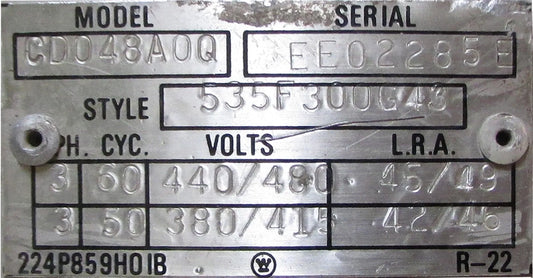 MODEL SERIAL
CD048A0Q EE02285E
STYLE 535F300G43
PH. CYC. VOLTS L.R.A.
3 60 440/480 45/49
3 50 380/415 42/46
224P859H01B W R-22